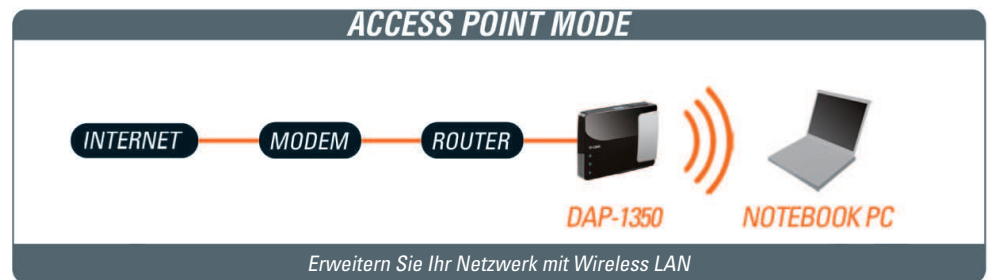 ACCESS POINT MODE
INTERNET MODEM ROUTER
DAP-1350 NOTEBOOK PC
Erweitern Sie Ihr Netzwerk mit Wireless LAN